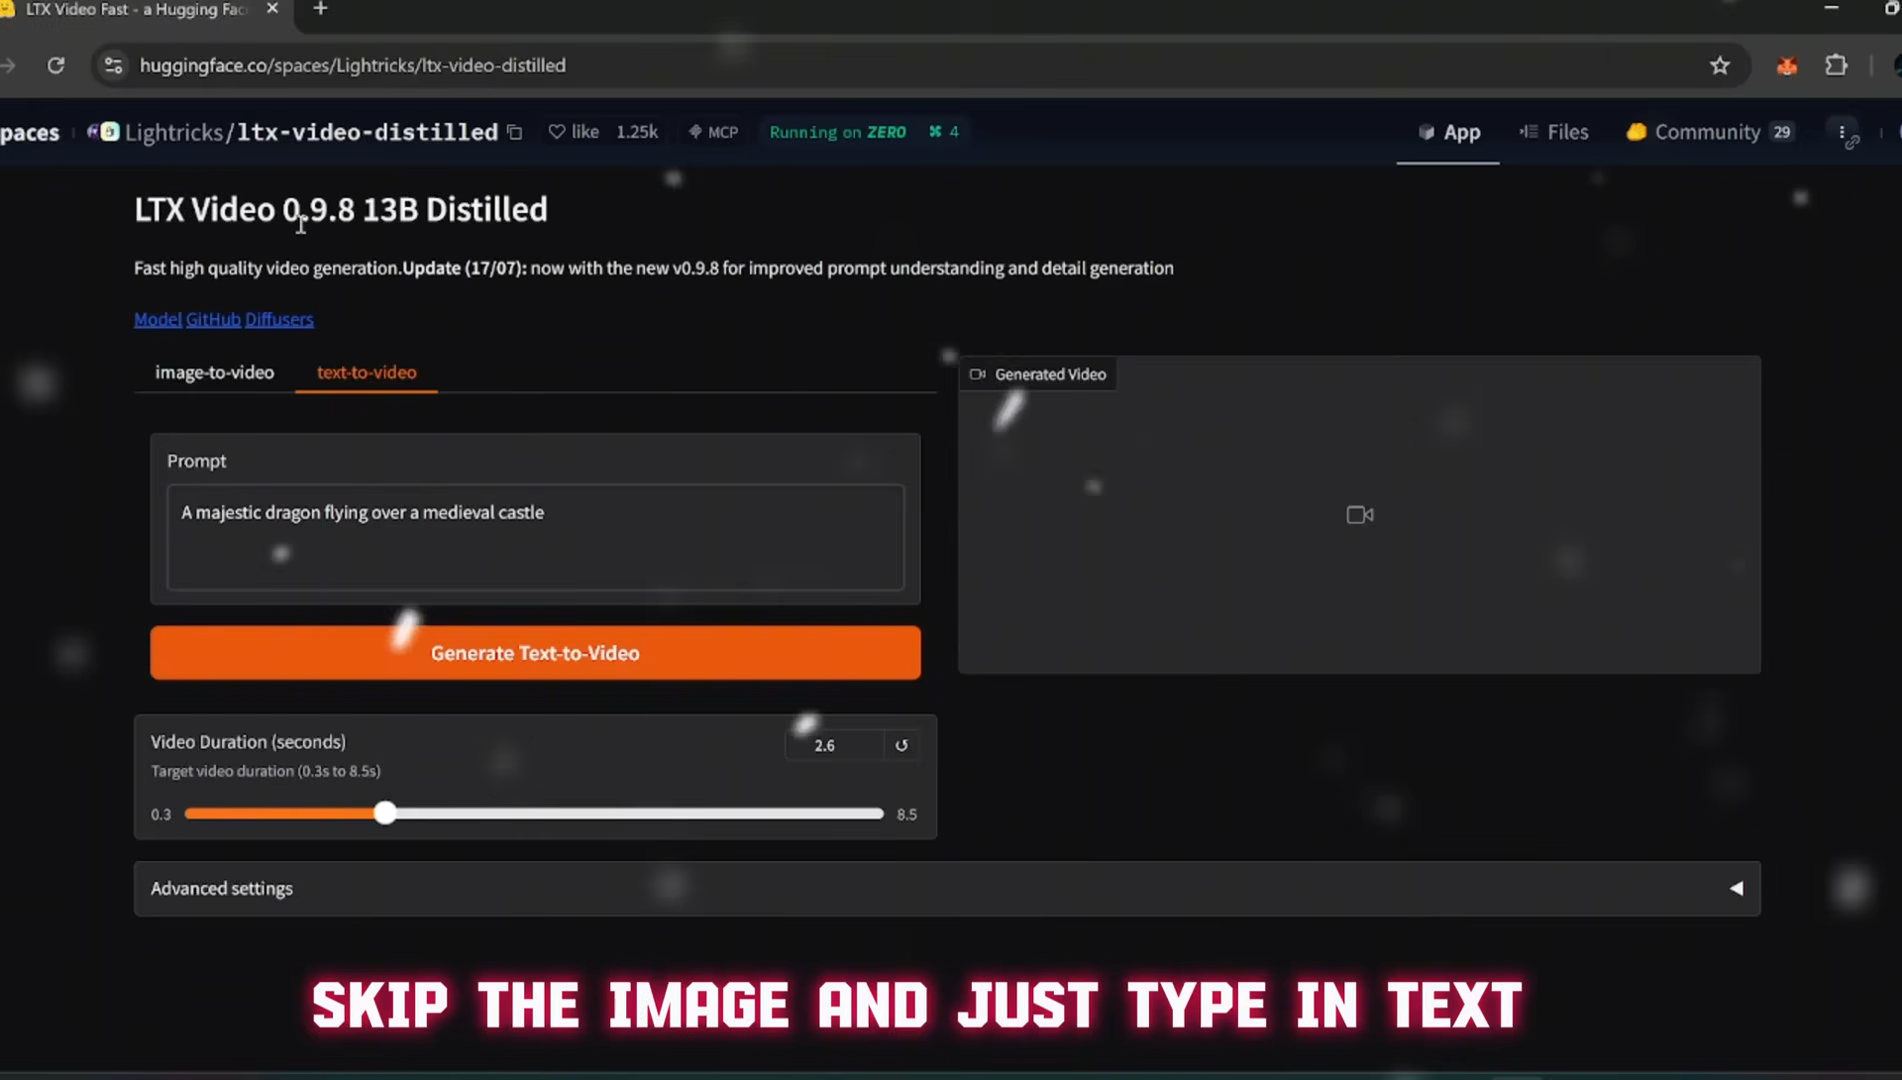 LTX Video Fast - a Hugging Fac
huggingface.co/spaces/Lightricks/ltx-video-distilled
paces Lightricks/ltx-video-distilled like 1.25k MCP Running on ZERO 4 App Files Community 29
LTX Video 0.9.8 13B Distilled
Fast high quality video generation.Update (17/07): now with the new v0.9.8 for improved prompt understanding and detail generation
Model GitHub Diffusers
image-to-video text-to-video
Generated Video
Prompt
A majestic dragon flying over a medieval castle
Generate Text-to-Video
Video Duration (seconds)
2.6
Target video duration (0.3s to 8.5s)
0.3 8.5
Advanced settings
SKIP THE IMAGE AND JUST TYPE IN TEXT